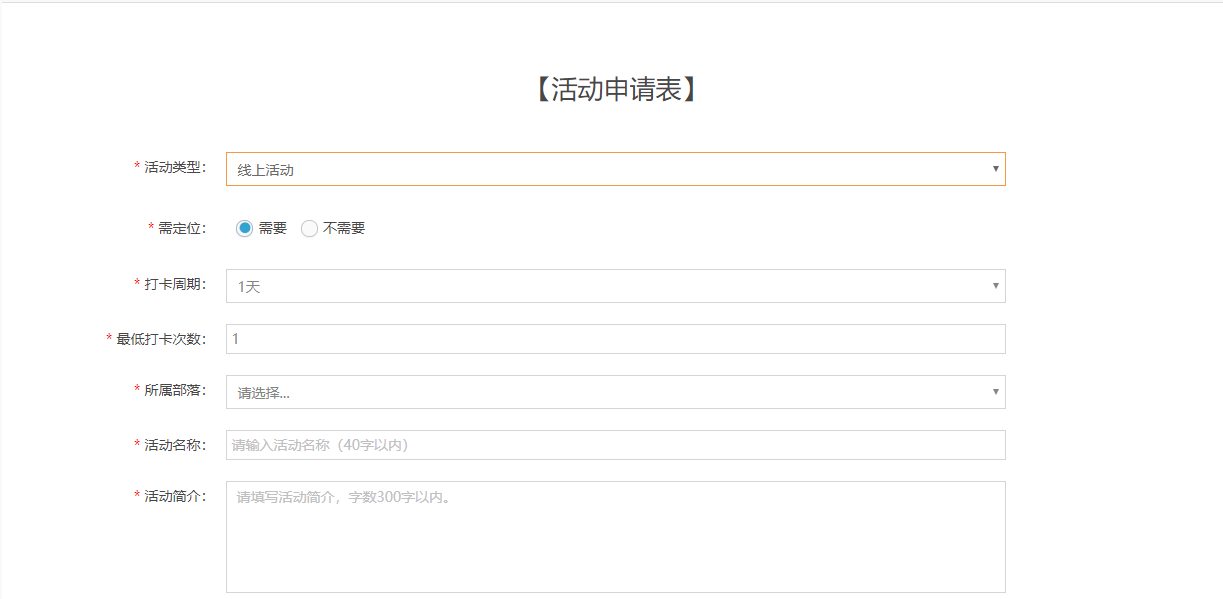 【活动申请表】
* 活动类型： 线上活动
* 需定位： 需要 不需要
* 打卡周期： 1天
* 最低打卡次数： 1
* 所属部落： 请选择...
* 活动名称： 请输入活动名称（40字以内）
* 活动简介： 请填写活动简介，字数300字以内。